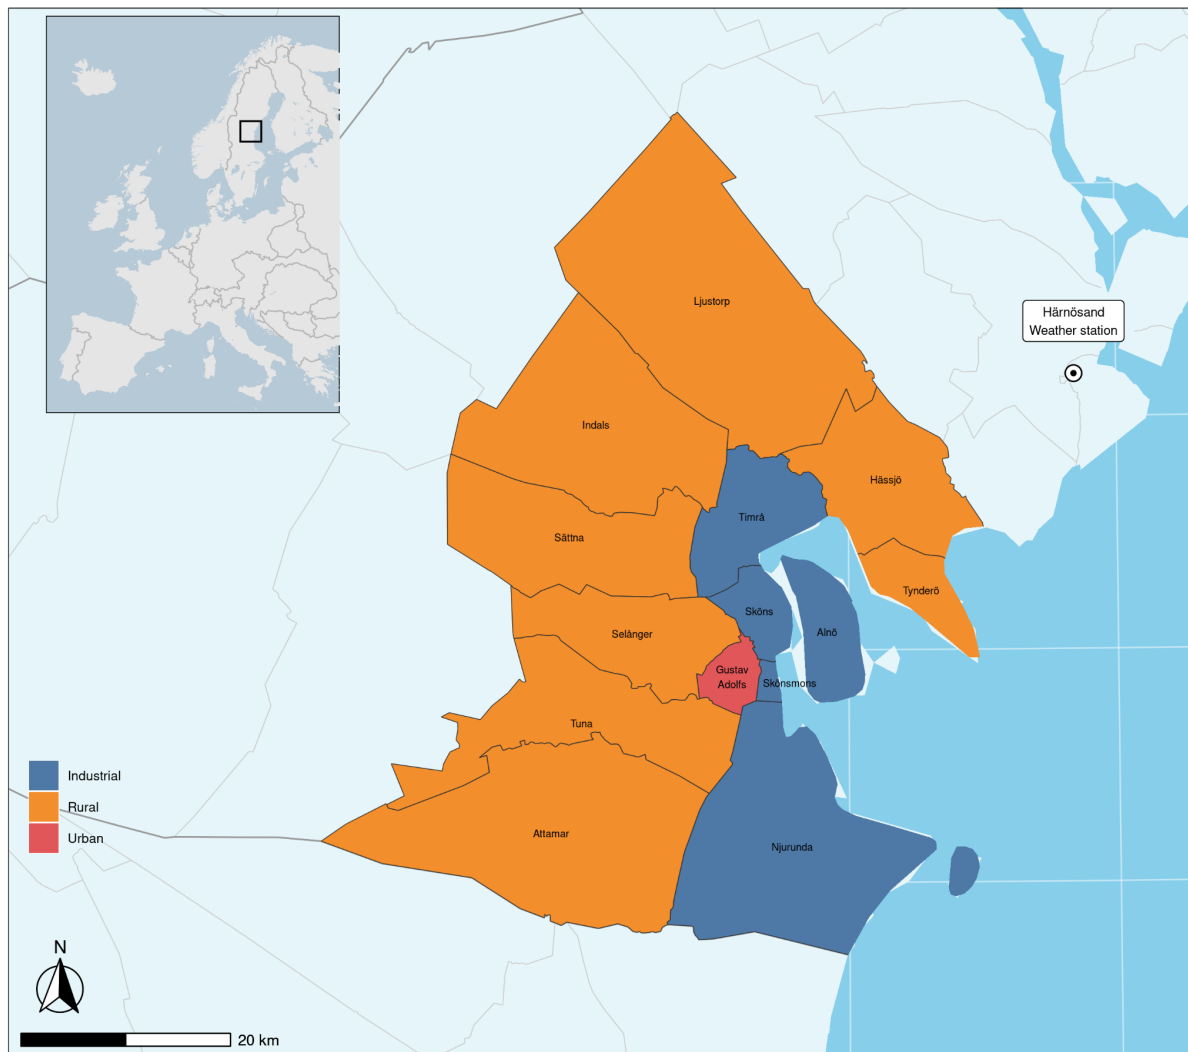 Härnösand
Weather station
Ljustorp
Indals
Hässjö
Timrå
Sättna
Tynderö
Sköns
Alnö
Selånger
Gustav
Adolfs
Skönsmons
Tuna
Industrial
Rural
Urban
Attamar
Njurunda
N
20 km